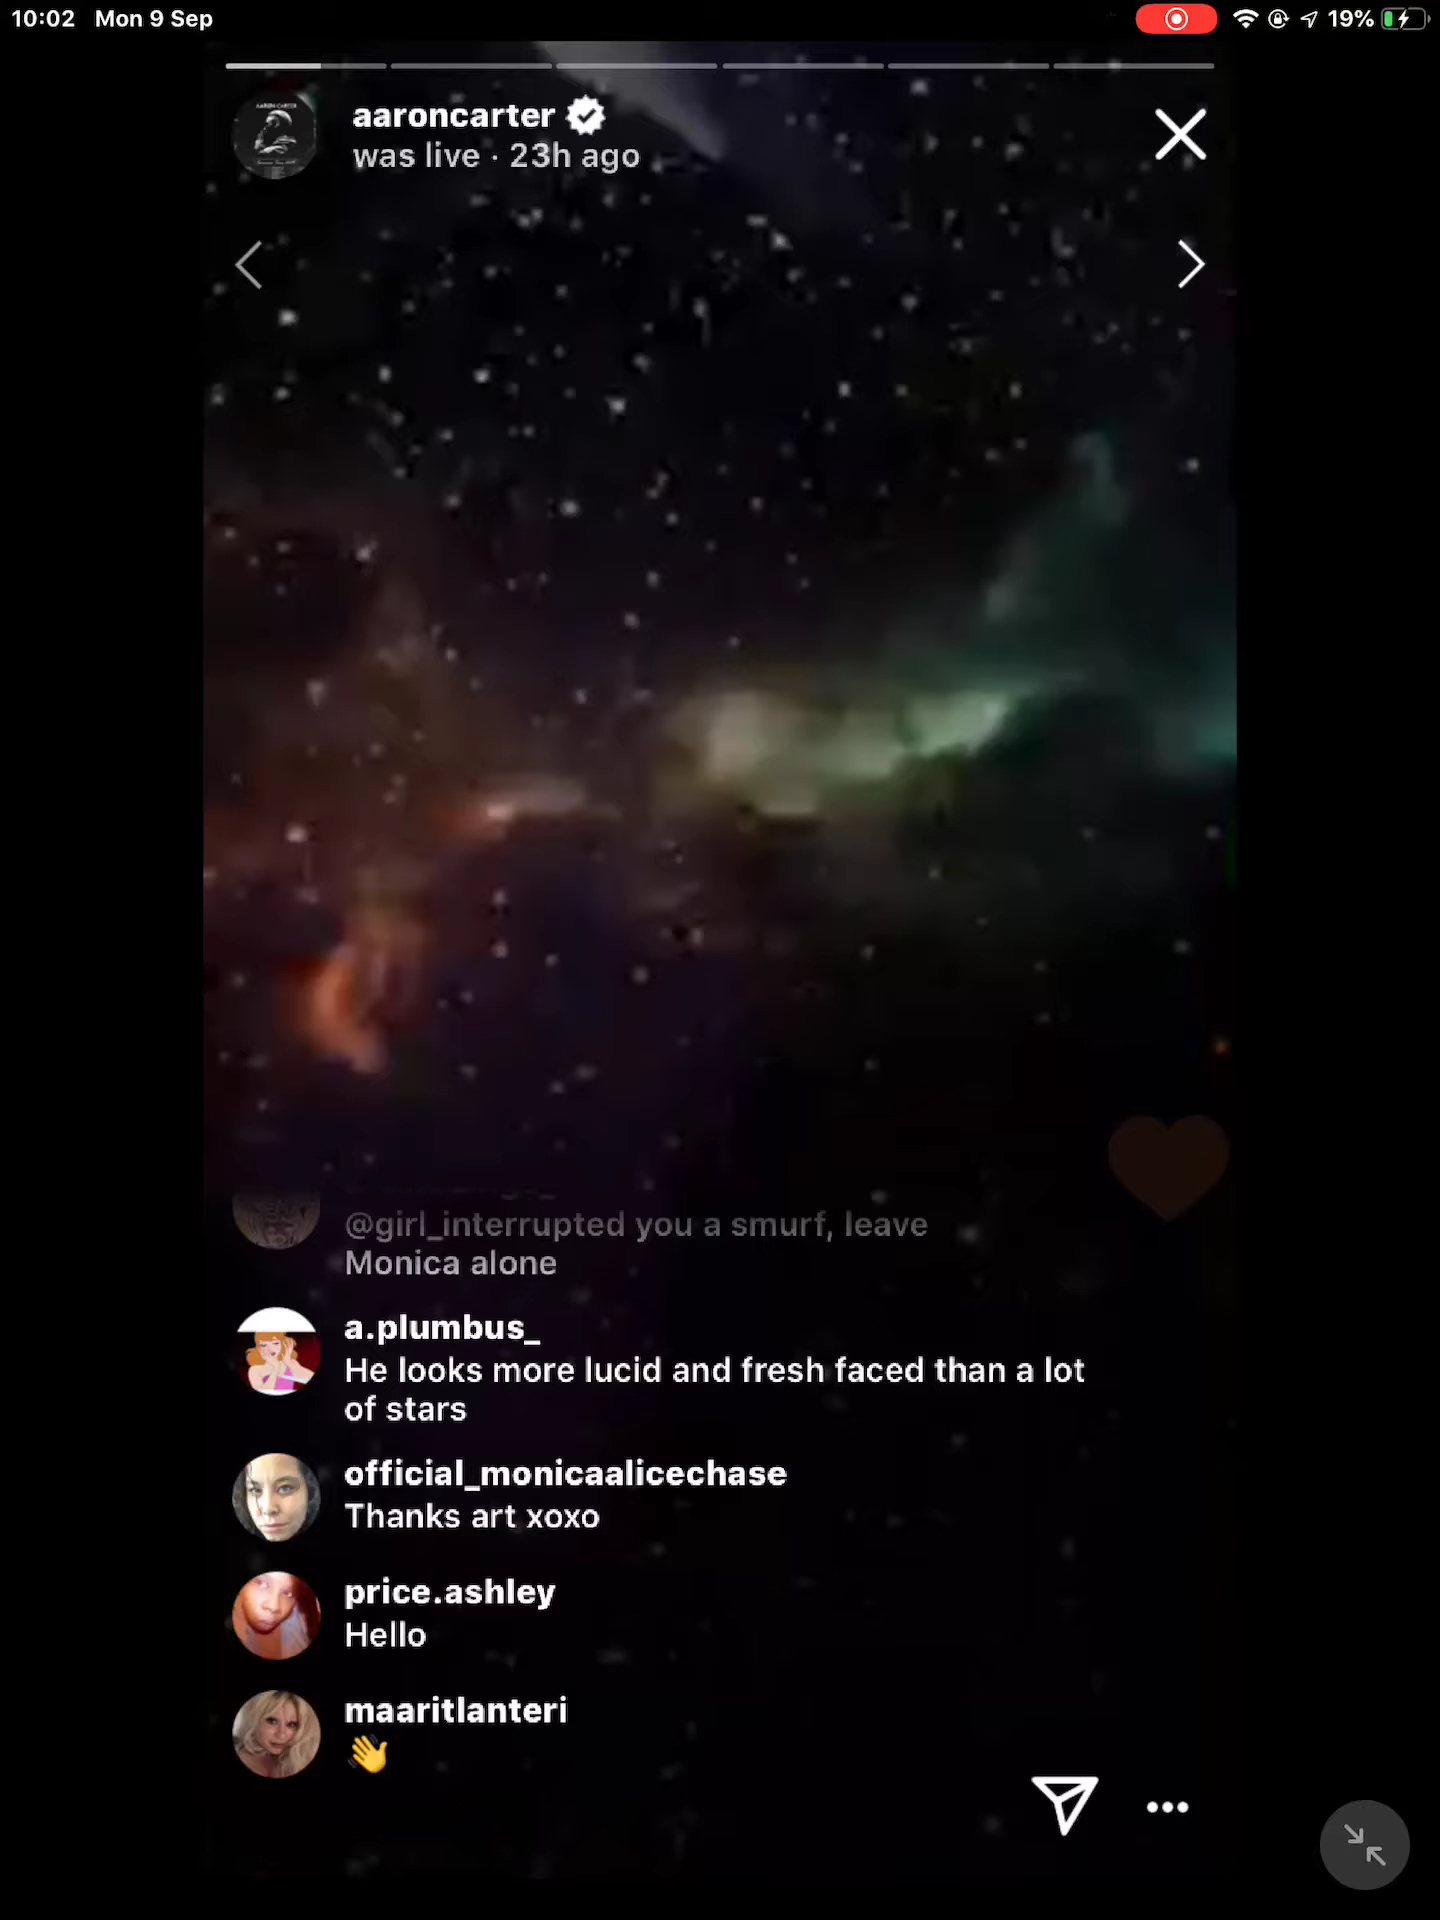 10:02 Mon 9 Sep
19%
aaroncarter
was live · 23h ago
@girl_interrupted you a smurf, leave
Monica alone
a.plumbus_
He looks more lucid and fresh faced than a lot
of stars
official_monicaalicechase
Thanks art xoxo
price.ashley
Hello
maaritlanteri
👋